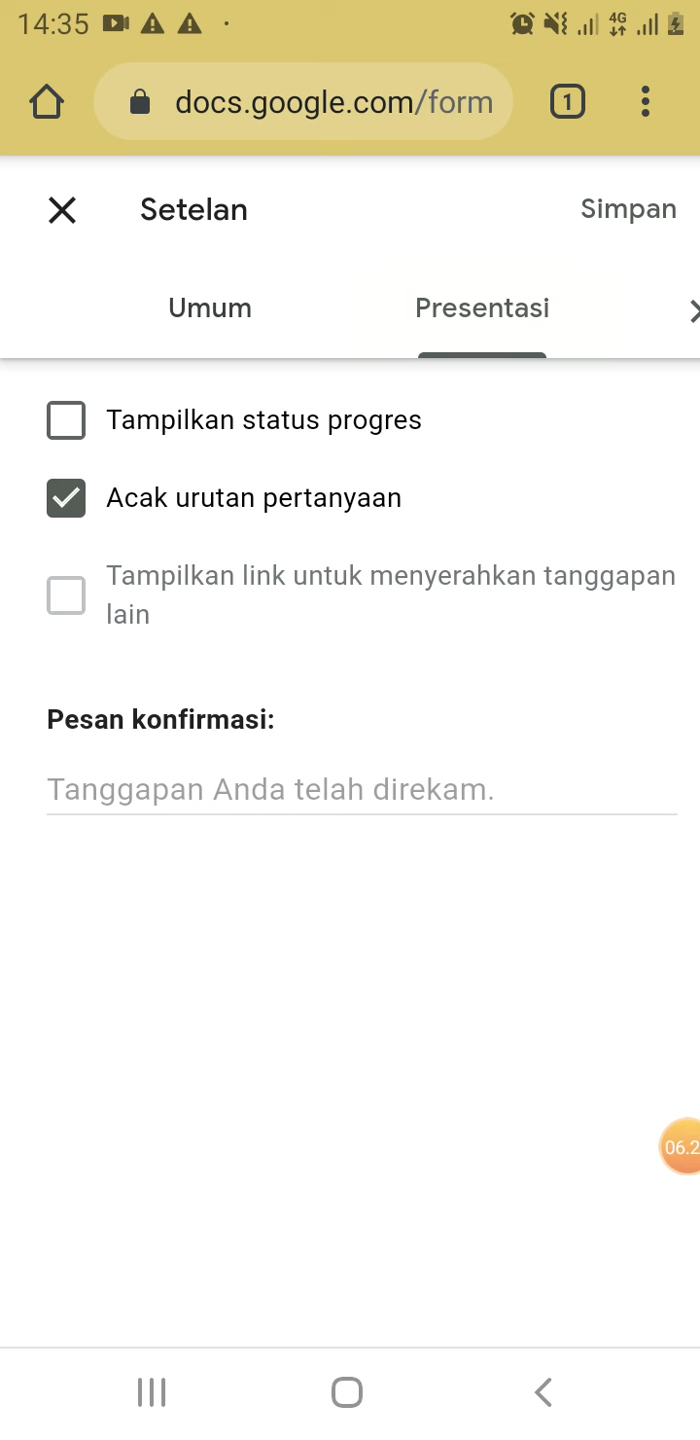 14:35
4G
docs.google.com/form
1
Setelan
Simpan
Umum
Presentasi
Tampilkan status progres
Acak urutan pertanyaan
Tampilkan link untuk menyerahkan tanggapan
lain
Pesan konfirmasi:
Tanggapan Anda telah direkam.
06.2